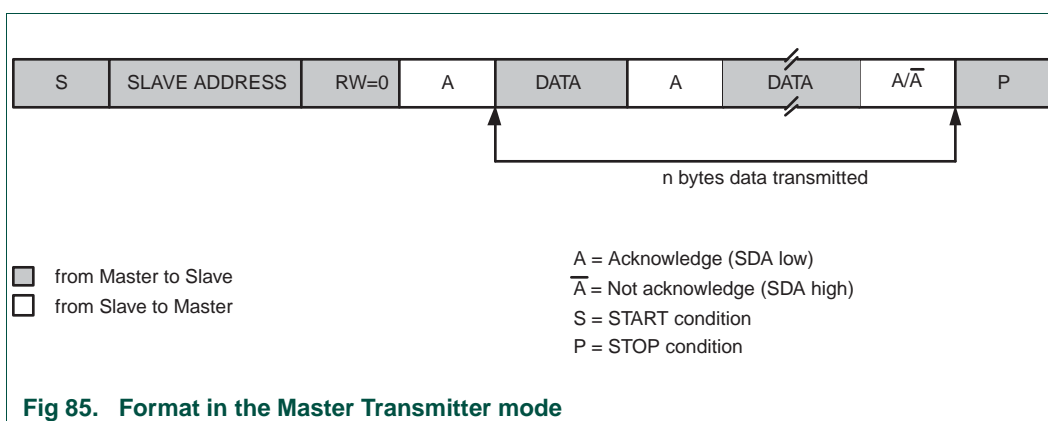 S SLAVE ADDRESS RW=0 A DATA A DATA A/A̅ P
n bytes data transmitted
from Master to Slave
from Slave to Master
A = Acknowledge (SDA low)
A̅ = Not acknowledge (SDA high)
S = START condition
P = STOP condition
Fig 85. Format in the Master Transmitter mode